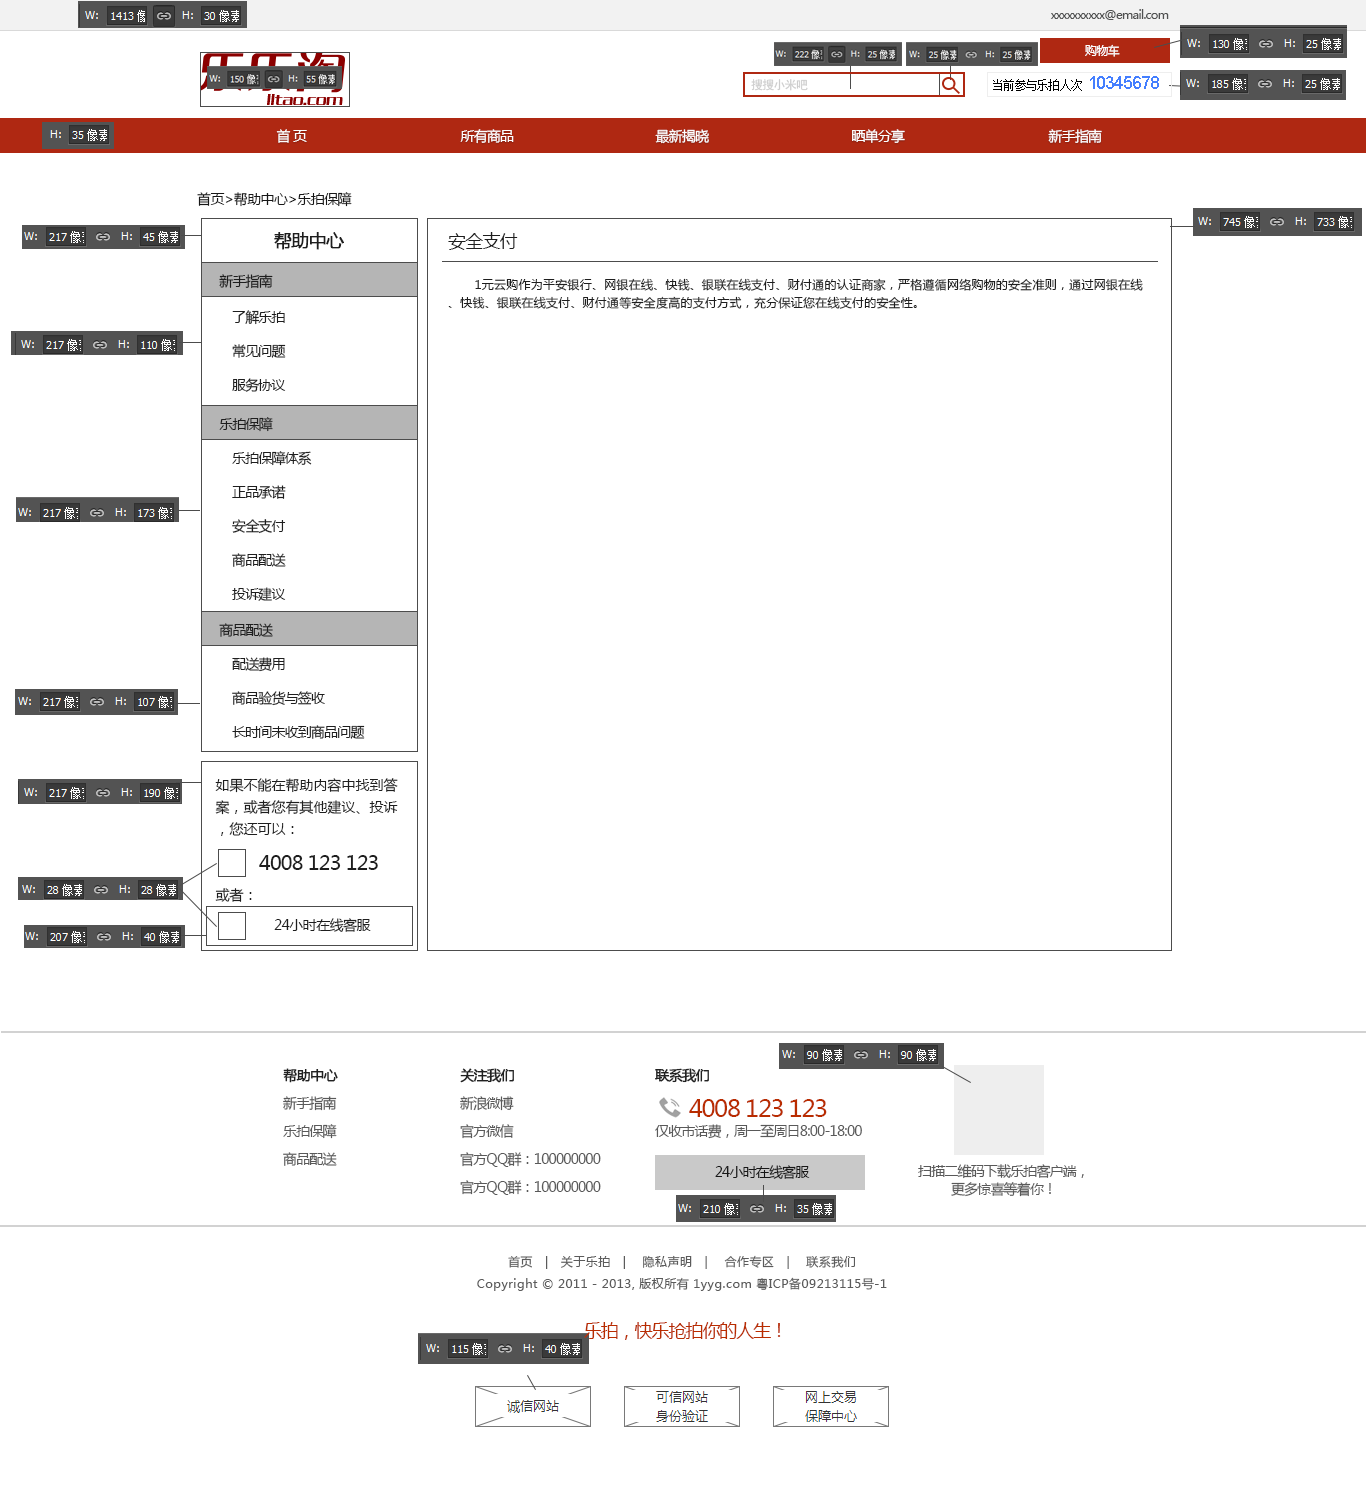 W: 1413 像 H: 30 像素
xxxxxxxxxx@email.com
乐乐淘
W: 150 像 H: 55 像素
lltao.com
W: 222 像 H: 25 像素
W: 25 像素 H: 25 像素
购物车
W: 130 像 H: 25 像素
搜搜小米吧
当前参与乐拍人次 10345678
W: 185 像 H: 25 像素
H: 35 像素
首 页
所有商品
最新揭晓
晒单分享
新手指南
首页>帮助中心>乐拍保障
W: 217 像 H: 45 像素
帮助中心
安全支付
W: 745 像 H: 733 像
新手指南
1元云购作为平安银行、网银在线、快钱、银联在线支付、财付通的认证商家，严格遵循网络购物的安全准则，通过网银在线
、快钱、银联在线支付、财付通等安全度高的支付方式，充分保证您在线支付的安全性。
了解乐拍
W: 217 像 H: 110 像
常见问题
服务协议
乐拍保障
乐拍保障体系
正品承诺
W: 217 像 H: 173 像
安全支付
商品配送
投诉建议
商品配送
配送费用
W: 217 像 H: 107 像
商品验货与签收
长时间未收到商品问题
W: 217 像 H: 190 像
如果不能在帮助内容中找到答
案，或者您有其他建议、投诉
，您还可以：
4008 123 123
W: 28 像素 H: 28 像素
或者：
W: 207 像 H: 40 像素
24小时在线客服
帮助中心
新手指南
乐拍保障
商品配送
关注我们
新浪微博
官方微信
官方QQ群：100000000
官方QQ群：100000000
联系我们
4008 123 123
仅收市话费，周一至周日8:00-18:00
24小时在线客服
W: 210 像 H: 35 像素
W: 90 像素 H: 90 像素
扫描二维码下载乐拍客户端，
更多惊喜等着你！
首页 | 关于乐拍 | 隐私声明 | 合作专区 | 联系我们
Copyright © 2011 - 2013, 版权所有 1yyg.com 粤ICP备09213115号-1
乐拍，快乐抢拍你的人生！
W: 115 像 H: 40 像素
诚信网站
可信网站
身份验证
网上交易
保障中心